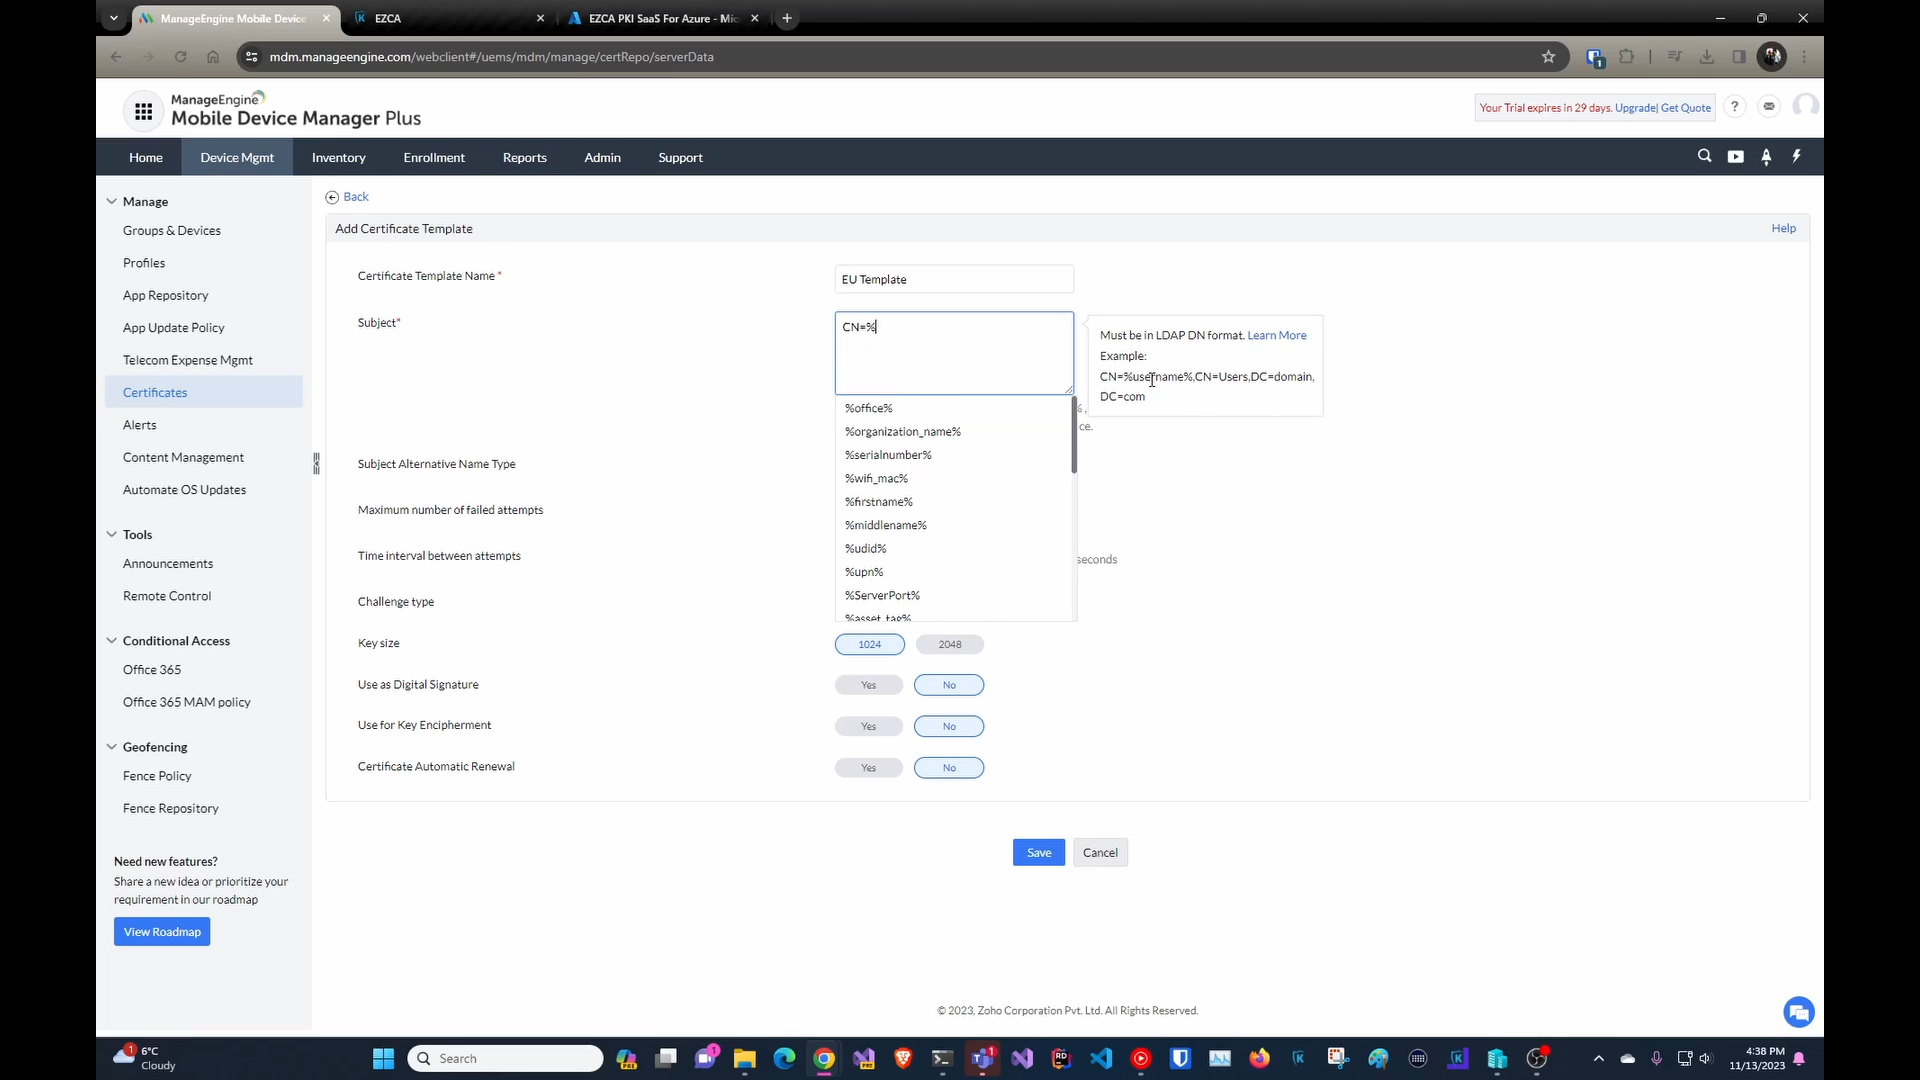 ManageEngine Mobile Device
EZCA
EZCA PKI SaaS For Azure - Mic
mdm.manageengine.com/webclient#/uems/mdm/manage/certRepo/serverData
1
ManageEngine
Mobile Device Manager Plus
Your Trial expires in 29 days. Upgrade| Get Quote
?
Home
Device Mgmt
Inventory
Enrollment
Reports
Admin
Support
Manage
Groups & Devices
Profiles
App Repository
App Update Policy
Telecom Expense Mgmt
Certificates
Alerts
Content Management
Automate OS Updates
Tools
Announcements
Remote Control
Conditional Access
Office 365
Office 365 MAM policy
Geofencing
Fence Policy
Fence Repository
Need new features?
Share a new idea or prioritize your
requirement in our roadmap
View Roadmap
Back
Add Certificate Template
Help
Certificate Template Name *
EU Template
Subject*
CN=%
Must be in LDAP DN format. Learn More
Example:
CN=%username%,CN=Users,DC=domain,
DC=com
%office%
%organization_name%
%serialnumber%
%wifi_mac%
%firstname%
%middlename%
%udid%
%upn%
%ServerPort%
%asset_tag%
% ,
ce.
Subject Alternative Name Type
Maximum number of failed attempts
Time interval between attempts
seconds
Challenge type
Key size
1024
2048
Use as Digital Signature
Yes
No
Use for Key Encipherment
Yes
No
Certificate Automatic Renewal
Yes
No
Save
Cancel
© 2023, Zoho Corporation Pvt. Ltd. All Rights Reserved.
1
6°C
Cloudy
Search
PRE
1
PRE
1
RD
4:38 PM
11/13/2023